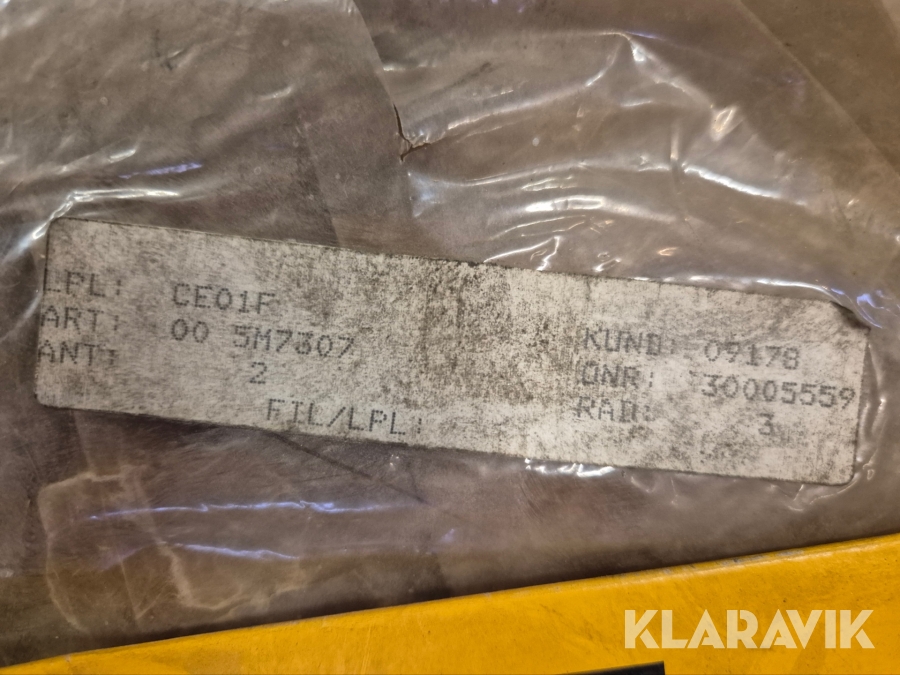 LPL: CE01F
ART: 00 5M7307
ANT: 2
FIL/LPL:
KUND: 09178
ONR: 30005559
RAD: 3
KLARAVIK